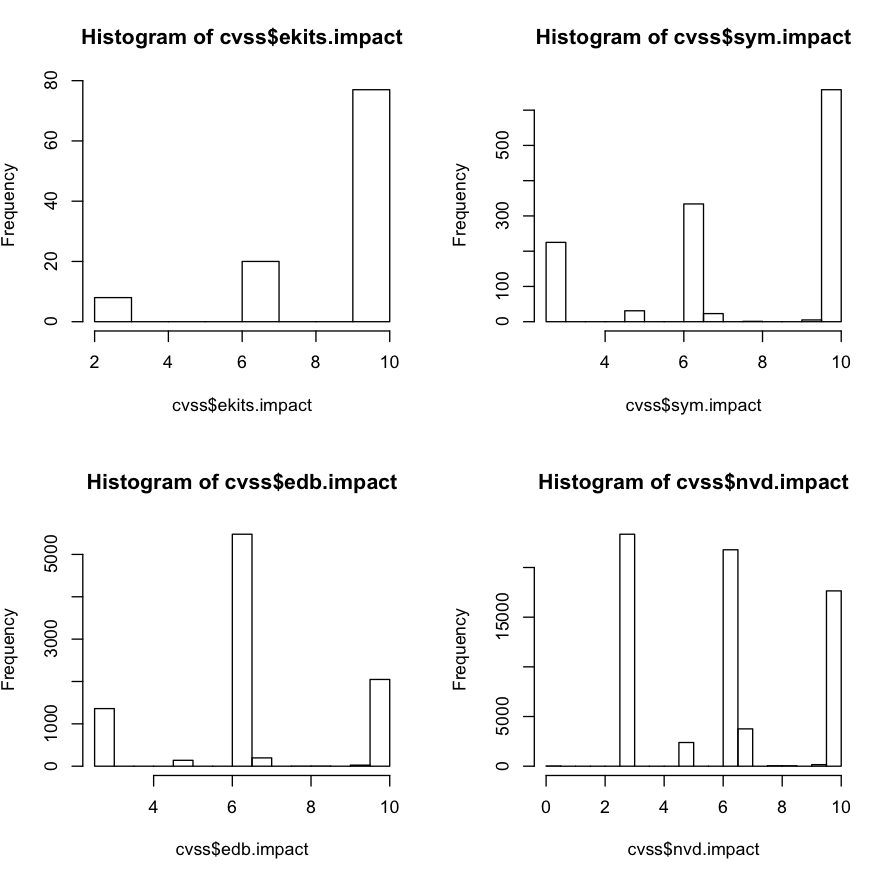 Histogram of cvss$ekits.impact
Frequency
80
60
40
20
0
2 4 6 8 10
cvss$ekits.impact
Histogram of cvss$sym.impact
Frequency
500
300
100
0
4 6 8 10
cvss$sym.impact
Histogram of cvss$edb.impact
Frequency
5000
3000
1000
0
4 6 8 10
cvss$edb.impact
Histogram of cvss$nvd.impact
Frequency
15000
5000
0
0 2 4 6 8 10
cvss$nvd.impact